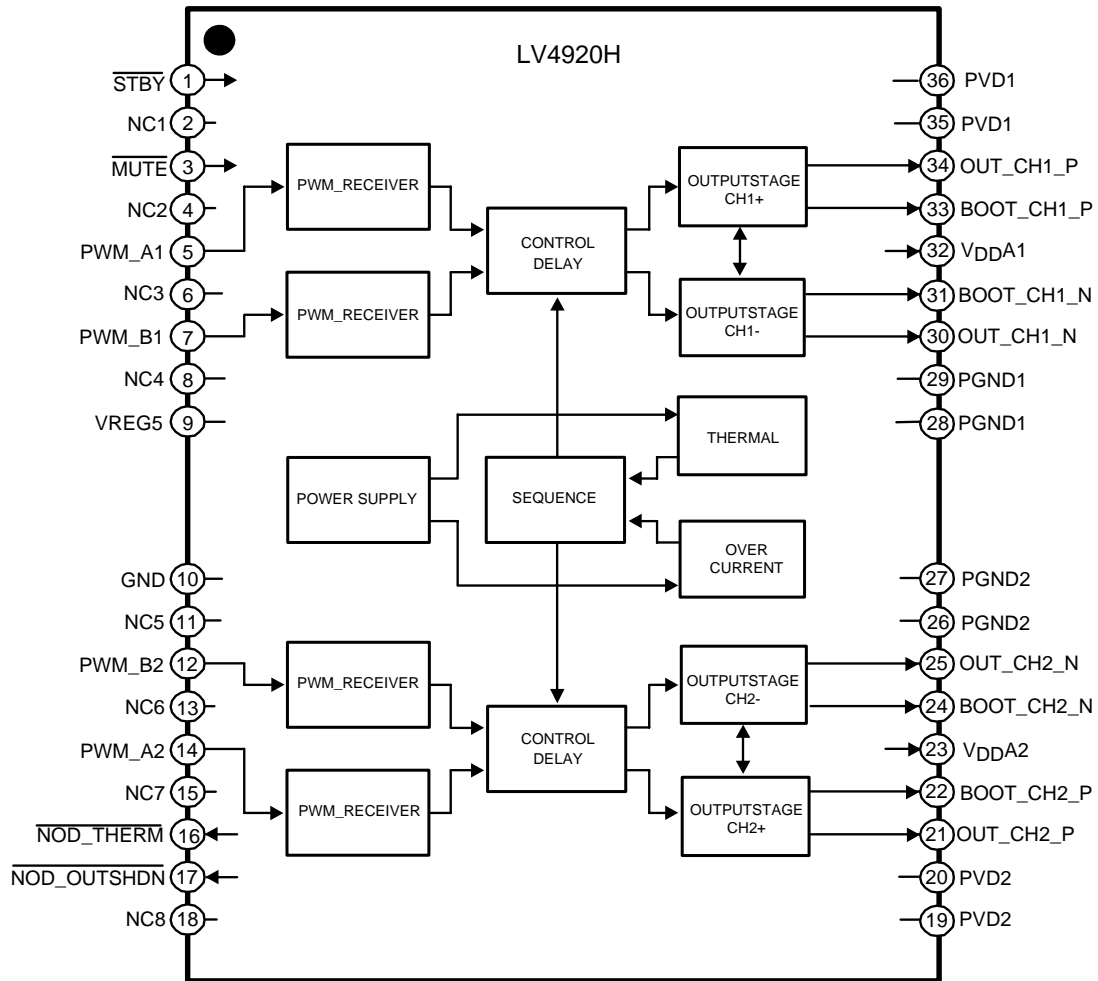 LV4920H
STBY 1
NC1 2
MUTE 3
NC2 4
PWM_A1 5
NC3 6
PWM_B1 7
NC4 8
VREG5 9
GND 10
NC5 11
PWM_B2 12
NC6 13
PWM_A2 14
NC7 15
NOD_THERM 16
NOD_OUTSHDN 17
NC8 18
PWM_RECEIVER
PWM_RECEIVER
CONTROL
DELAY
OUTPUTSTAGE
CH1+
OUTPUTSTAGE
CH1-
POWER SUPPLY
SEQUENCE
THERMAL
OVER
CURRENT
PWM_RECEIVER
PWM_RECEIVER
CONTROL
DELAY
OUTPUTSTAGE
CH2-
OUTPUTSTAGE
CH2+
36 PVD1
35 PVD1
34 OUT_CH1_P
33 BOOT_CH1_P
32 VDDA1
31 BOOT_CH1_N
30 OUT_CH1_N
29 PGND1
28 PGND1
27 PGND2
26 PGND2
25 OUT_CH2_N
24 BOOT_CH2_N
23 VDDA2
22 BOOT_CH2_P
21 OUT_CH2_P
20 PVD2
19 PVD2